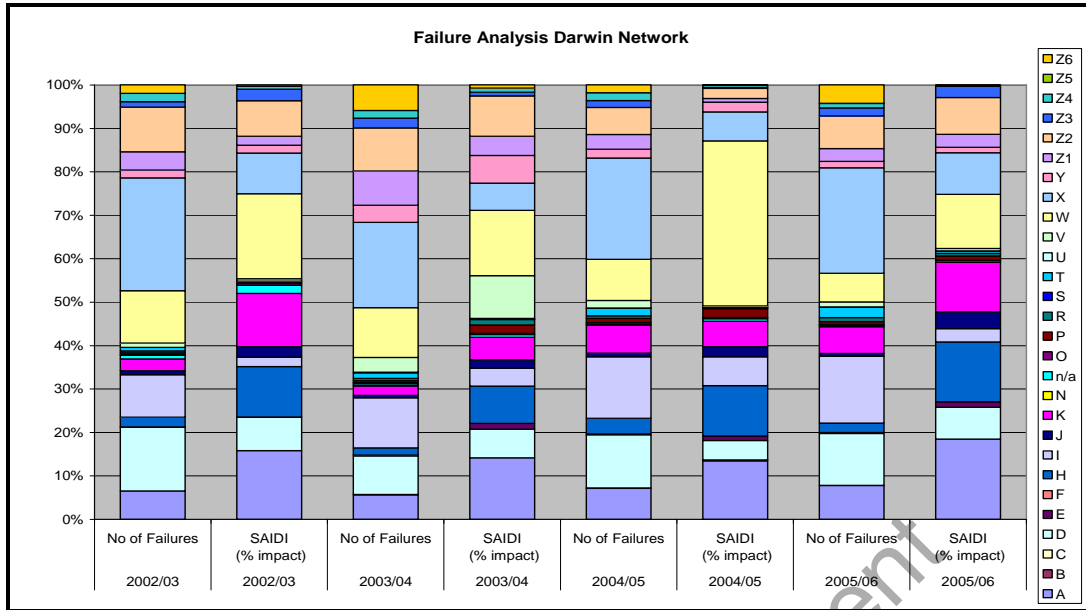 Failure Analysis Darwin Network
100%
90%
80%
70%
60%
50%
40%
30%
20%
10%
0%
No of Failures
SAIDI
(% impact)
No of Failures
SAIDI
(% impact)
No of Failures
SAIDI
(% impact)
No of Failures
SAIDI
(% impact)
2002/03
2002/03
2003/04
2003/04
2004/05
2004/05
2005/06
2005/06
Z6
Z5
Z4
Z3
Z2
Z1
Y
X
W
V
U
T
S
R
P
O
n/a
N
K
J
I
H
F
E
D
C
B
A